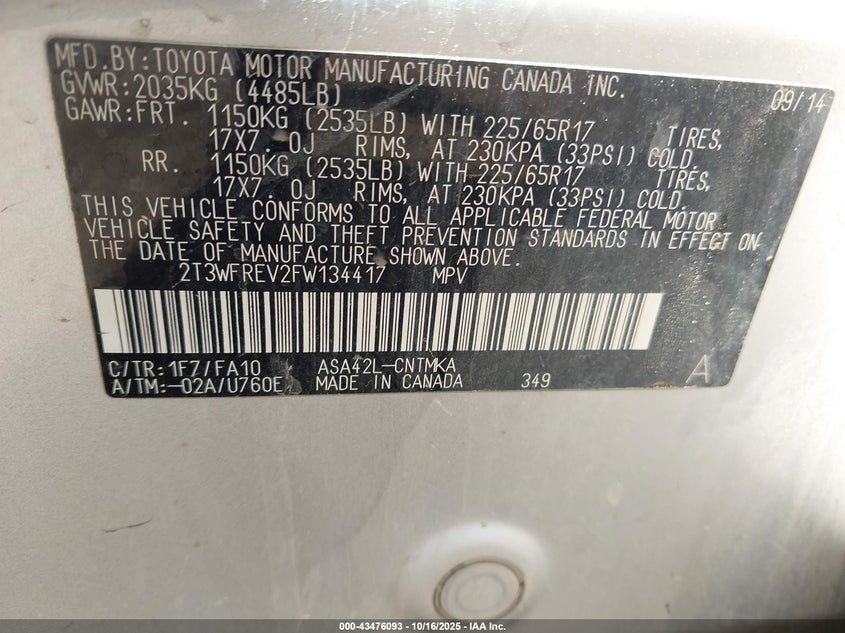 MFD.BY:TOYOTA MOTOR MANUFACTURING CANADA INC.
GVWR:2035KG (4485LB) 09/14
GAWR:FRT. 1150KG (2535LB) WITH 225/65R17 TIRES,
17X7.0J RIMS, AT 230KPA (33PSI) COLD.
RR. 1150KG (2535LB) WITH 225/65R17 TIRES,
17X7.0J RIMS, AT 230KPA (33PSI) COLD.
THIS VEHICLE CONFORMS TO ALL APPLICABLE FEDERAL MOTOR
VEHICLE SAFETY AND THEFT PREVENTION STANDARDS IN EFFECT ON
THE DATE OF MANUFACTURE SHOWN ABOVE.
2T3WFREV2FW134417 MPV
C/TR:1F7/FA10 ASA42L-CNTMKA A
A/TM:-02A/U760E MADE IN CANADA 349
000-43476093 - 10/16/2025 - IAA Inc.